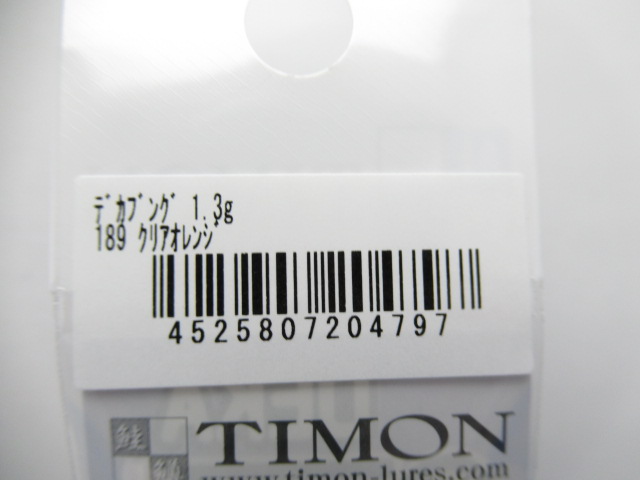 ﾃﾞｶﾌﾞﾝｸﾞ 1.3g
189 ｸﾘｱｵﾚﾝｼﾞ
4525807204797
TIMON
www.timon-lures.com